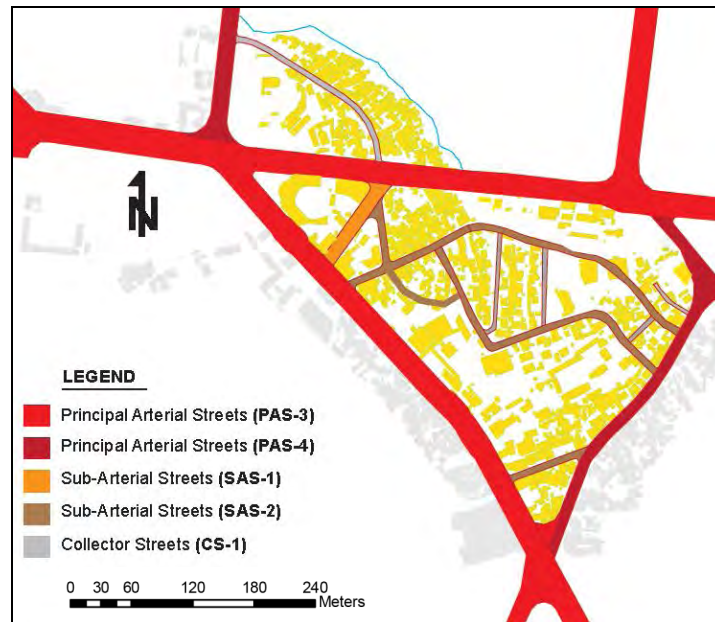 N
LEGEND
Principal Arterial Streets (PAS-3)
Principal Arterial Streets (PAS-4)
Sub-Arterial Streets (SAS-1)
Sub-Arterial Streets (SAS-2)
Collector Streets (CS-1)
0 30 60 120 180 240
Meters